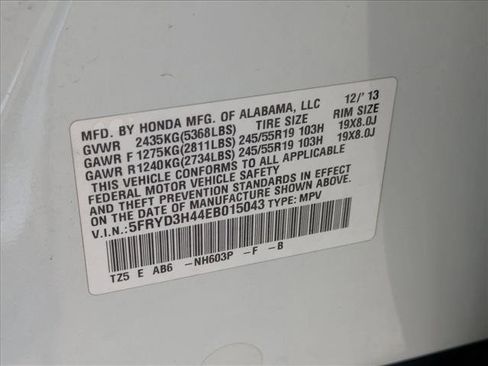 MFD. BY HONDA MFG. OF ALABAMA, LLC 12/'13
GVWR 2435KG(5368LBS) TIRE SIZE RIM SIZE
GAWR F 1275KG(2811LBS) 245/55R19 103H 19X8.0J
GAWR R 1240KG(2734LBS) 245/55R19 103H 19X8.0J
THIS VEHICLE CONFORMS TO ALL APPLICABLE
FEDERAL MOTOR VEHICLE SAFETY
AND THEFT PREVENTION STANDARDS IN EFFECT
ON THE DATE OF MANUFACTURE SHOWN ABOVE.
V.I.N.: 5FRYD3H44EB015043 TYPE: MPV
TZ5 E AB6 -NH603P -F -B